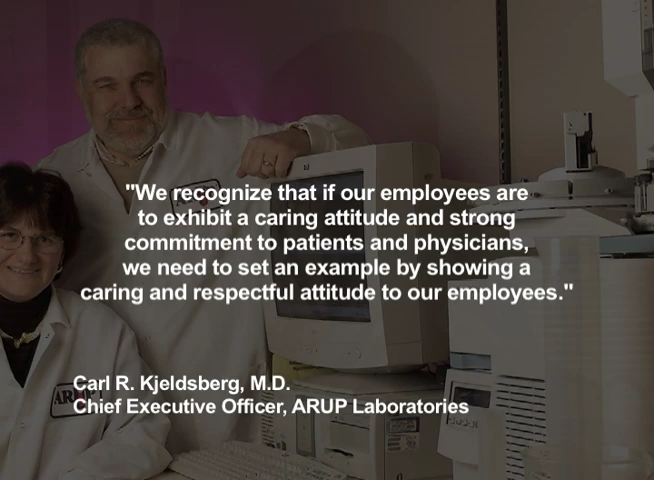 "We recognize that if our employees are
to exhibit a caring attitude and strong
commitment to patients and physicians,
we need to set an example by showing a
caring and respectful attitude to our employees."
Carl R. Kjeldsberg, M.D.
Chief Executive Officer, ARUP Laboratories
ARUP